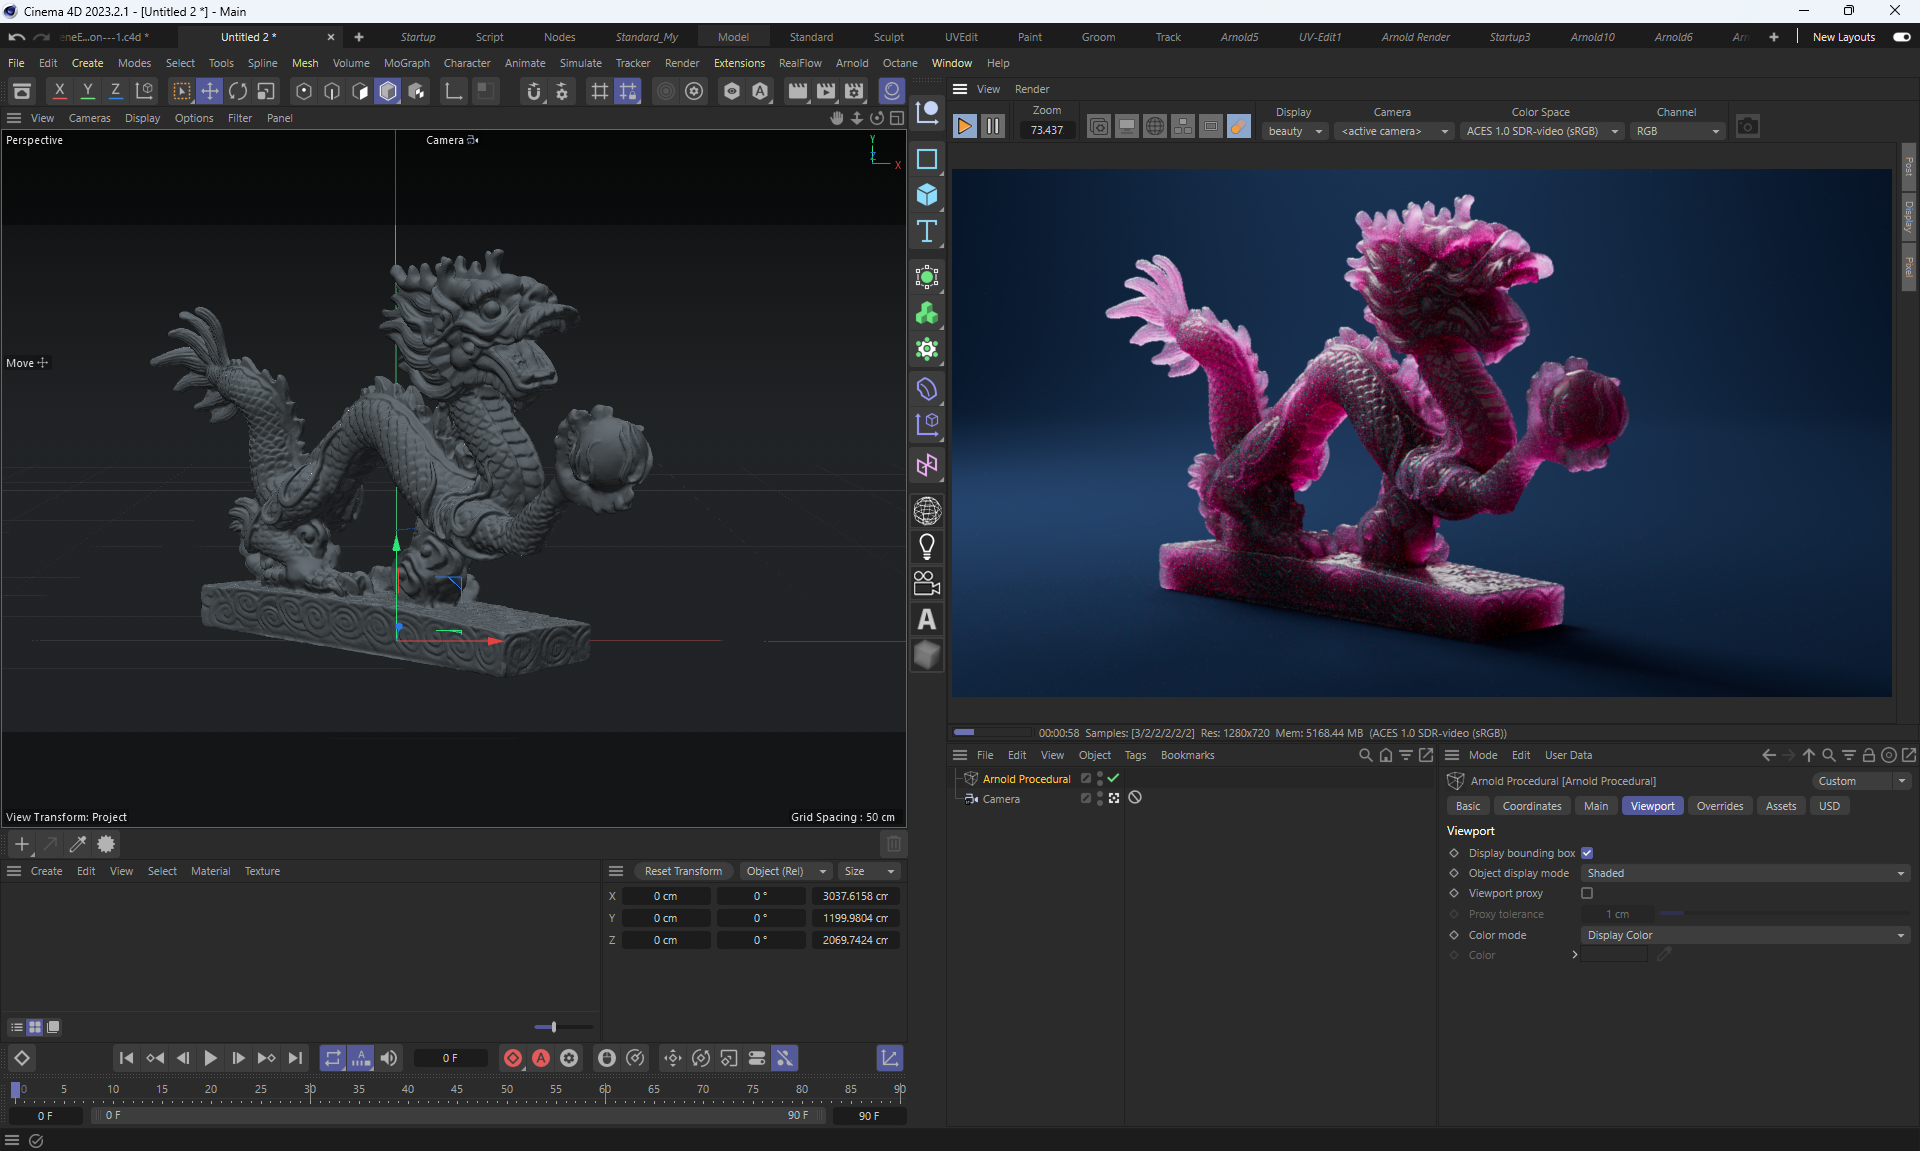 Cinema 4D 2023.2.1 - [Untitled 2 *] - Main
eneE...on---1.c4d *
Untitled 2 *
Startup
Script
Nodes
Standard_My
Model
Standard
Sculpt
UVEdit
Paint
Groom
Track
Arnold5
UV-Edit1
Arnold Render
Startup3
Arnold10
Arnold6
New Layouts
File Edit Create Modes Select Tools Spline Mesh Volume MoGraph Character Animate Simulate Tracker Render Extensions RealFlow Arnold Octane Window Help
X Y Z
View Cameras Display Options Filter Panel
Perspective
Camera
Y
Z
X
Move
View Transform: Project
Grid Spacing : 50 cm
View Render
Zoom
73.437
Display
beauty
Camera
<active camera>
Color Space
ACES 1.0 SDR-video (sRGB)
Channel
RGB
Post
Display
Pixel
00:00:58 Samples: [3/2/2/2/2/2] Res: 1280x720 Mem: 5168.44 MB (ACES 1.0 SDR-video (sRGB))
File Edit View Object Tags Bookmarks
Arnold Procedural
Camera
Mode Edit User Data
Arnold Procedural [Arnold Procedural]
Custom
Basic Coordinates Main Viewport Overrides Assets USD
Viewport
Display bounding box
Object display mode Shaded
Viewport proxy
Proxy tolerance 1 cm
Color mode Display Color
Color
Create Edit View Select Material Texture
Reset Transform Object (Rel) Size
X 0 cm 0 ° 3037.6158 cm
Y 0 cm 0 ° 1199.9804 cm
Z 0 cm 0 ° 2069.7424 cm
0 F
0 5 10 15 20 25 30 35 40 45 50 55 60 65 70 75 80 85 90
0 F 0 F 90 F 90 F